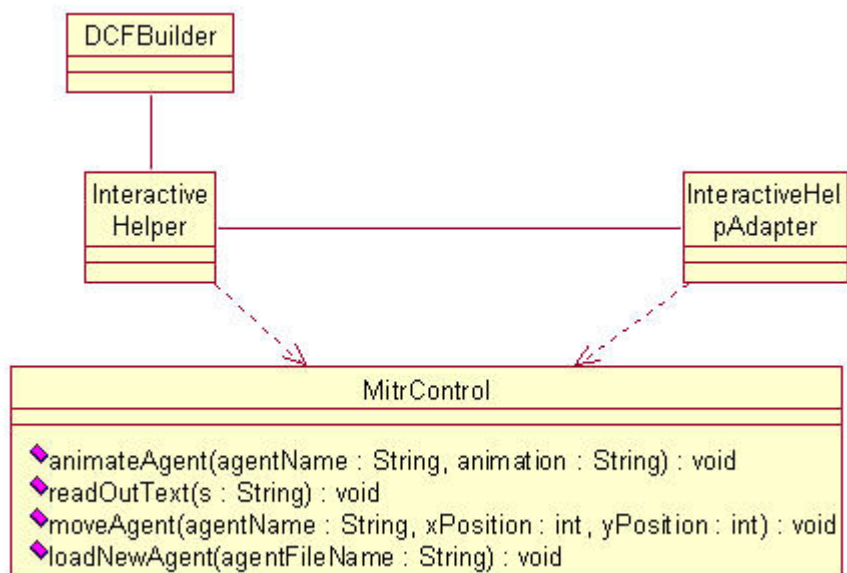 DCFBuilder
Interactive
Helper
InteractiveHel
pAdapter
MitrControl
animateAgent(agentName : String, animation : String) : void
readOutText(s : String) : void
moveAgent(agentName : String, xPosition : int, yPosition : int) : void
loadNewAgent(agentFileName : String) : void